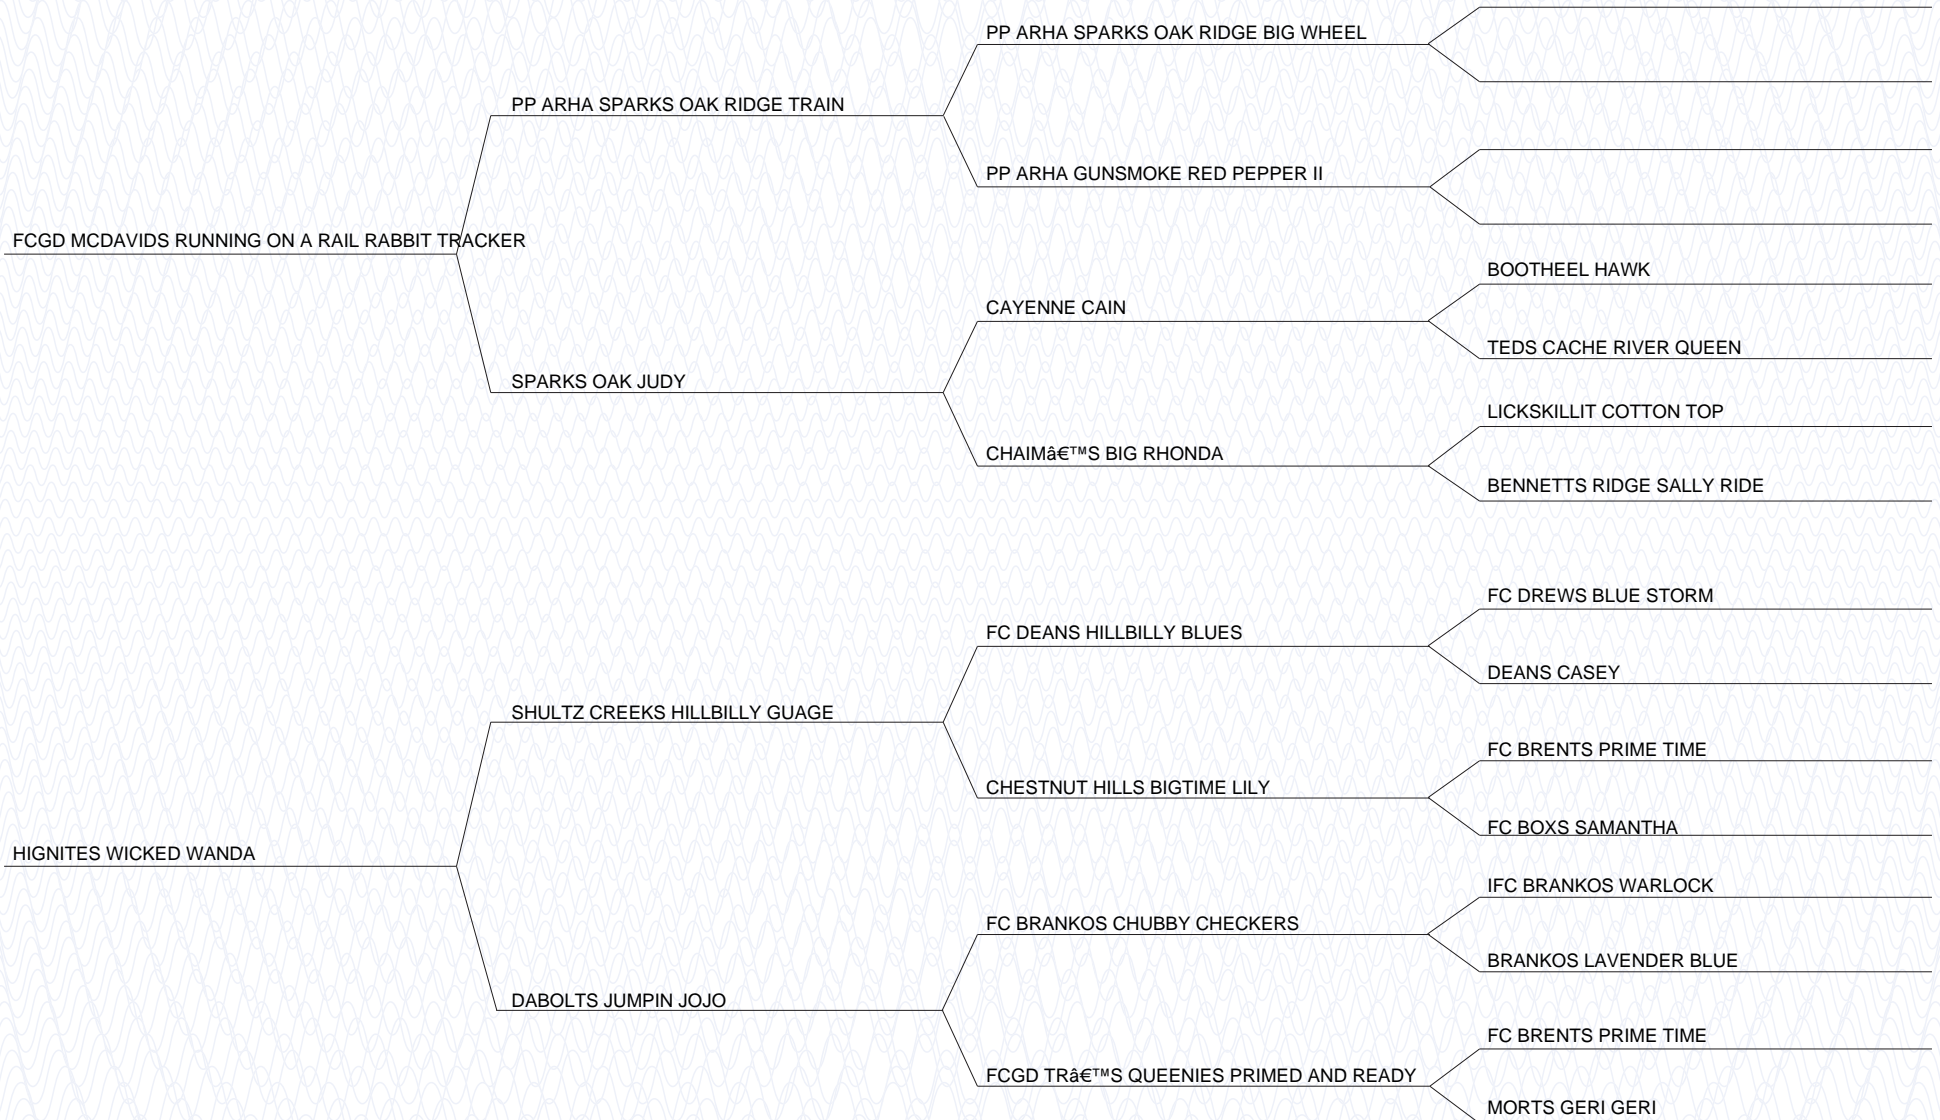 PP ARHA SPARKS OAK RIDGE BIG WHEEL
PP ARHA SPARKS OAK RIDGE TRAIN
PP ARHA GUNSMOKE RED PEPPER II
FCGD MCDAVIDS RUNNING ON A RAIL RABBIT TRACKER
BOOTHEEL HAWK
CAYENNE CAIN
TEDS CACHE RIVER QUEEN
SPARKS OAK JUDY
LICKSKILLIT COTTON TOP
CHAIMâ€™S BIG RHONDA
BENNETTS RIDGE SALLY RIDE
FC DREWS BLUE STORM
FC DEANS HILLBILLY BLUES
DEANS CASEY
SHULTZ CREEKS HILLBILLY GUAGE
FC BRENTS PRIME TIME
CHESTNUT HILLS BIGTIME LILY
FC BOXS SAMANTHA
HIGNITES WICKED WANDA
IFC BRANKOS WARLOCK
FC BRANKOS CHUBBY CHECKERS
BRANKOS LAVENDER BLUE
DABOLTS JUMPIN JOJO
FC BRENTS PRIME TIME
FCGD TRâ€™S QUEENIES PRIMED AND READY
MORTS GERI GERI